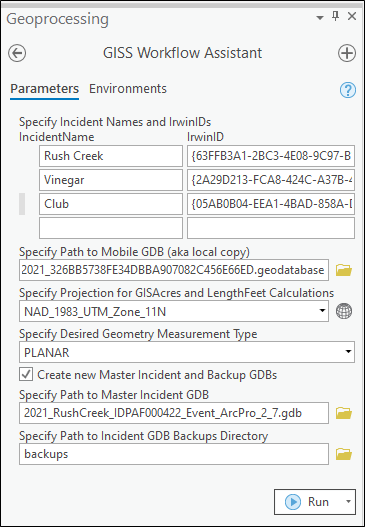 Geoprocessing
GISS Workflow Assistant
Parameters Environments
Specify Incident Names and IrwinIDs
IncidentName IrwinID
Rush Creek {63FFB3A1-2BC3-4E08-9C97-B
Vinegar {2A29D213-FCA8-424C-A37B-4
Club {05AB0B04-EEA1-4BAD-858A-D
Specify Path to Mobile GDB (aka local copy)
2021_326BB5738FE34DBBA907082C456E66ED.geodatabase
Specify Projection for GISAcres and LengthFeet Calculations
NAD_1983_UTM_Zone_11N
Specify Desired Geometry Measurement Type
PLANAR
Create new Master Incident and Backup GDBs
Specify Path to Master Incident GDB
2021_RushCreek_IDPAF000422_Event_ArcPro_2_7.gdb
Specify Path to Incident GDB Backups Directory
backups
Run